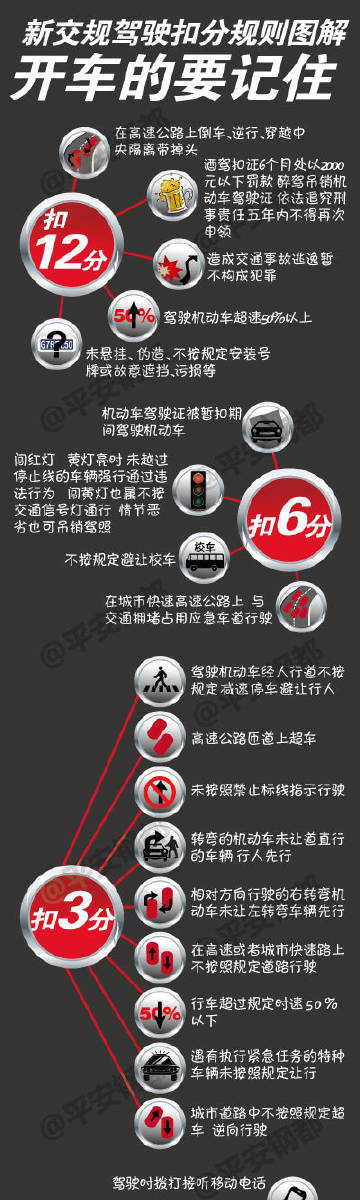 新交规驾驶扣分规则图解
开车的要记住
在高速公路上倒车、逆行、穿越中
央隔离带掉头
酒驾扣证6个月处以2000
元以下罚款 醉驾吊销机
动车驾驶证 依法追究刑
事责任五年内不得再次
申领
扣
12分
造成交通事故逃逸暂
不构成犯罪
50%
驾驶机动车超速50%以上
?
未悬挂、伪造、不按规定安装号
牌或故意遮挡、污损等
机动车驾驶证被暂扣期
间驾驶机动车
闯红灯 黄灯亮时 未越过
停止线的车辆强行通过违
法行为 闯黄灯也属不按
交通信号灯通行 情节恶
劣也可吊销驾照
扣6分
校车
不按规定避让校车
在城市快速高速公路上 与
交通拥堵占用应急车道行驶
驾驶机动车经人行道不按
规定减速停车避让行人
高速公路匝道上超车
未按照禁止标线指示行驶
转弯的机动车未让道直行
的车辆 行人先行
扣3分
相对方向行驶的右转弯机
动车未让左转弯车辆先行
在高速或者城市快速路上
不按照规定道路行驶
50%
行车超过规定时速50%
以下
遇有执行紧急任务的特种
车辆未按照规定让行
城市道路中不按照规定超
车 逆向行驶
驾驶时拨打接听移动电话
@平安铜都
@平安铜都
@平安铜都
@平安铜都
@平安铜都